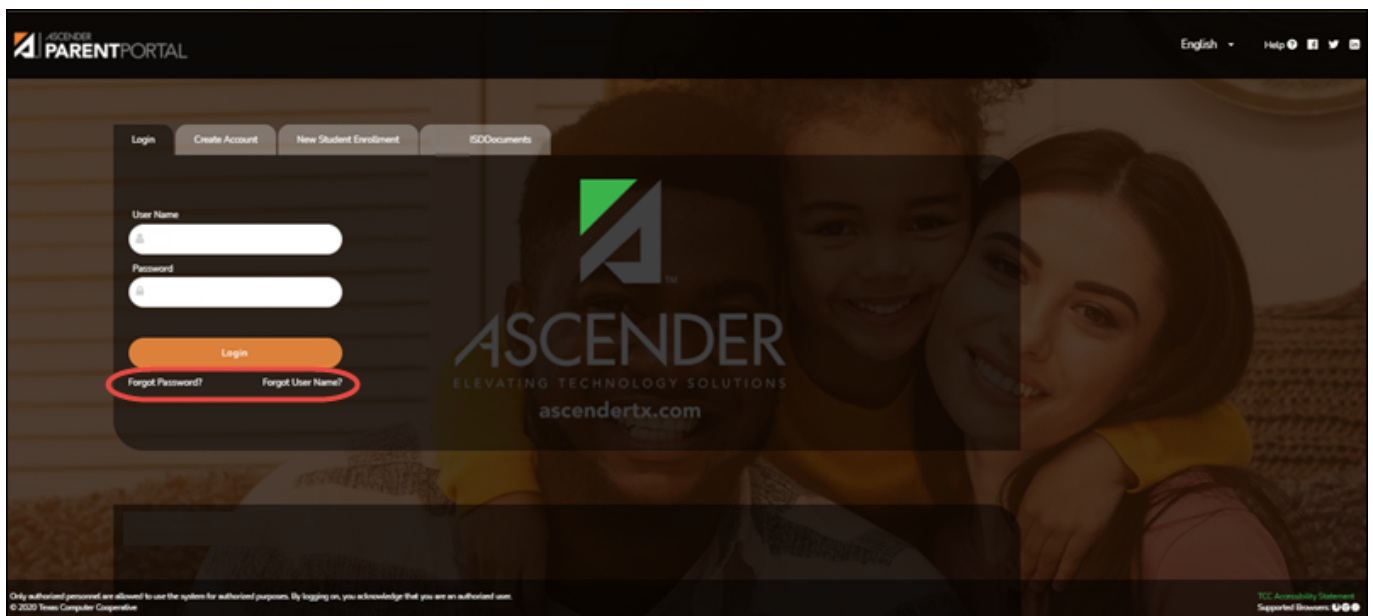 ASCENDER
PARENTPORTAL
English
Help
Login
Create Account
New Student Enrollment
ISDDocuments
User Name
Password
Login
Forgot Password?
Forgot User Name?
ASCENDER
ELEVATING TECHNOLOGY SOLUTIONS
ascendertx.com
TM
Only authorized personnel are allowed to use the system for authorized purposes. By logging on, you acknowledge that you are an authorized user.
© 2020 Texas Computer Cooperative
TCC Accessibility Statement
Supported Browsers: